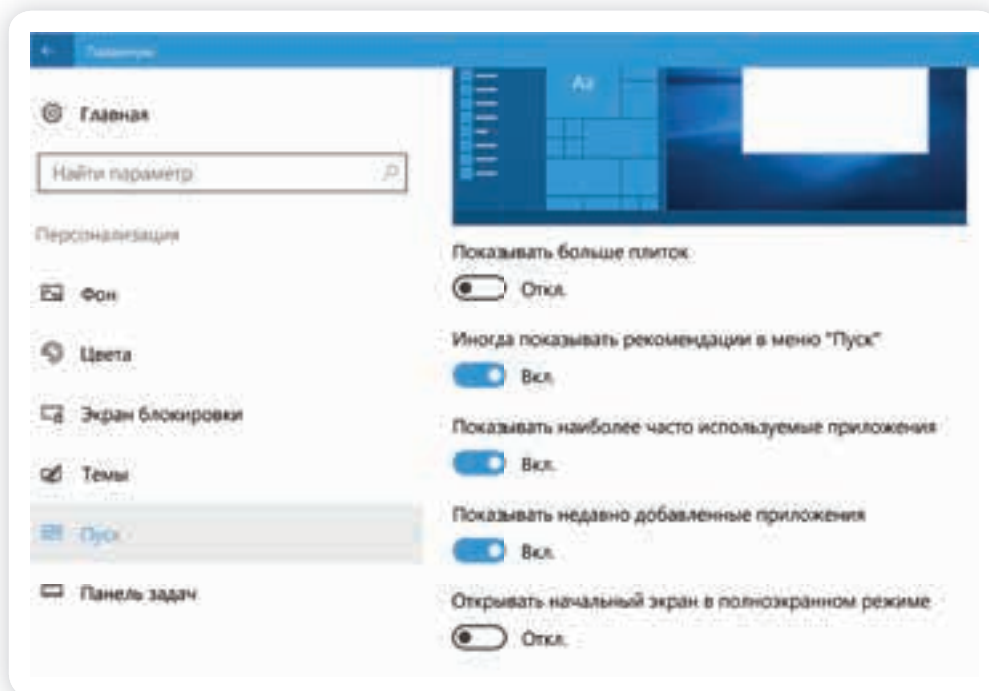 Параметры
Главная
Найти параметр
Персонализация
Фон
Цвета
Экран блокировки
Темы
Пуск
Панель задач
Aa
Показывать больше плиток
Откл.
Иногда показывать рекомендации в меню "Пуск"
Вкл.
Показывать наиболее часто используемые приложения
Вкл.
Показывать недавно добавленные приложения
Вкл.
Открывать начальный экран в полноэкранном режиме
Откл.